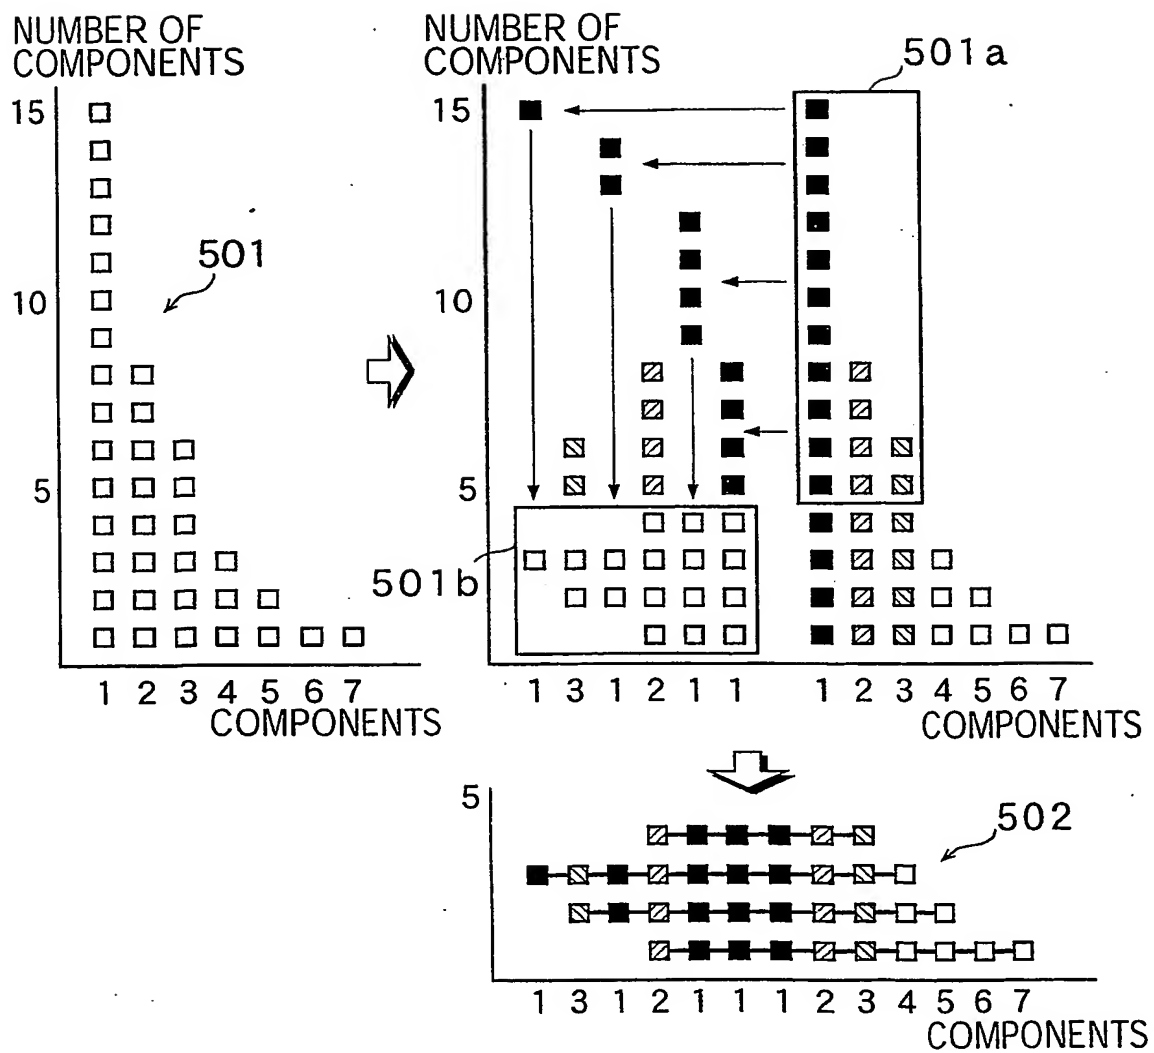 NUMBER OF
COMPONENTS
15
10
5
501
1 2 3 4 5 6 7
COMPONENTS
NUMBER OF
COMPONENTS
501a
15
10
5
501b
1 3 1 2 1 1 1 2 3 4 5 6 7
COMPONENTS
5
502
1 3 1 2 1 1 1 2 3 4 5 6 7
COMPONENTS